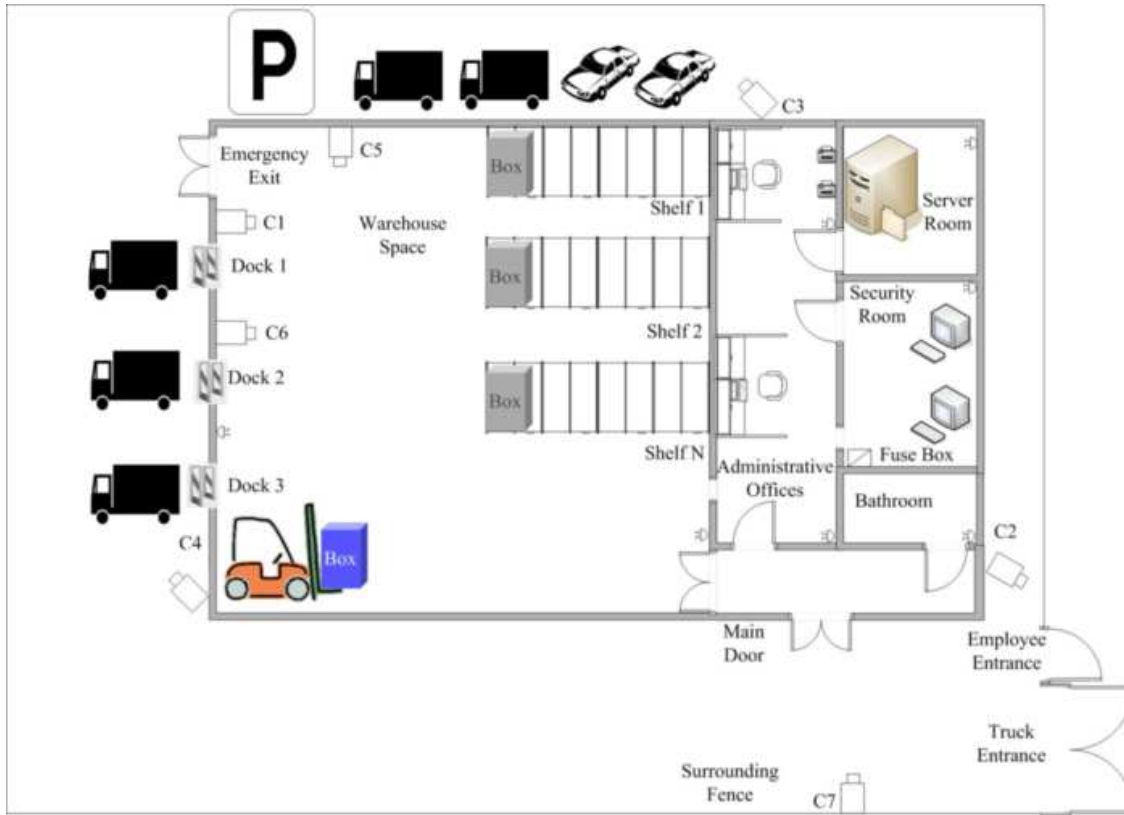 P
C3
Emergency
Exit
C5
Box
Server
Room
Shelf 1
C1
Warehouse
Space
Dock 1
Box
Security
Room
C6
Shelf 2
Dock 2
Box
Shelf N
Fuse Box
Administrative
Offices
Dock 3
Bathroom
C4
Box
C2
Main
Door
Employee
Entrance
Truck
Entrance
Surrounding
Fence
C7